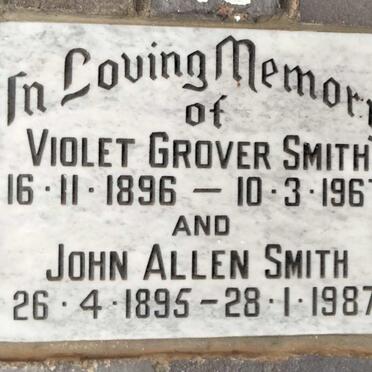 In Loving Memory
of
VIOLET GROVER SMITH
16·11·1896 — 10·3·196
AND
JOHN ALLEN SMITH
26·4·1895 — 28·1·1987